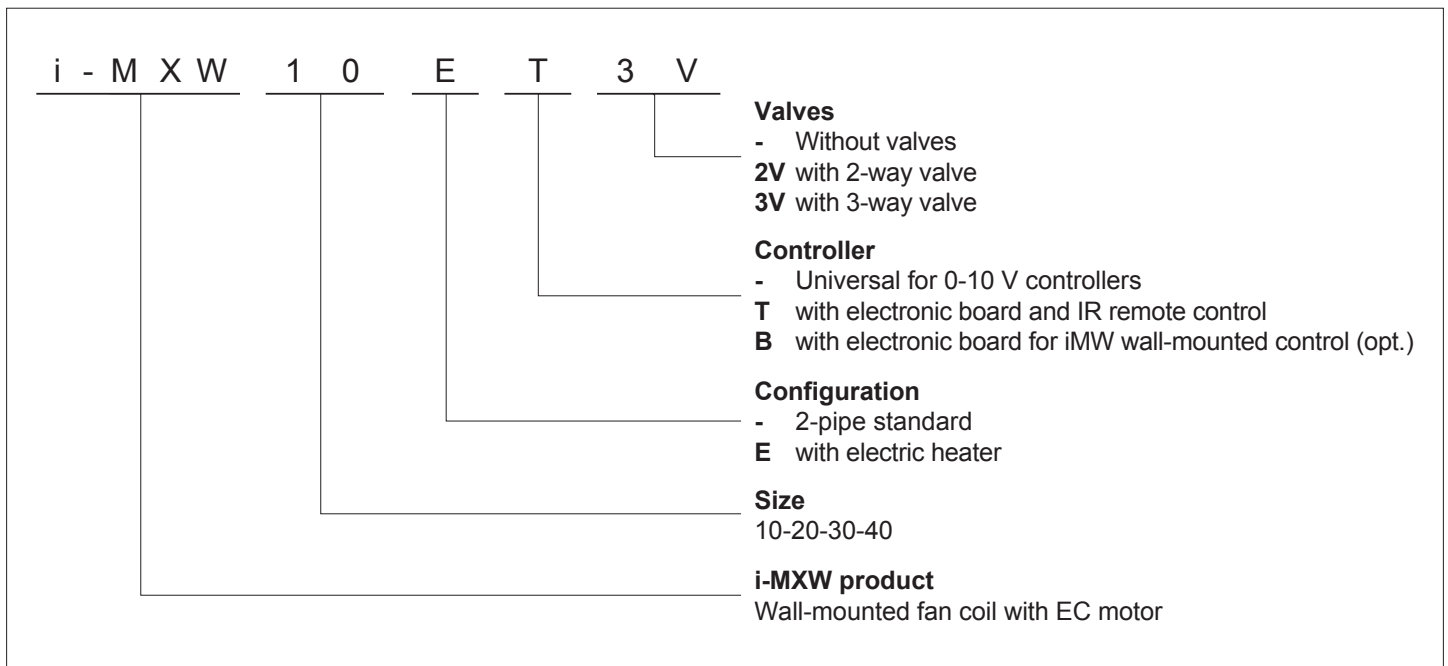 i - M X W 1 0 E T 3 V
Valves
- Without valves
2V with 2-way valve
3V with 3-way valve
Controller
- Universal for 0-10 V controllers
T with electronic board and IR remote control
B with electronic board for iMW wall-mounted control (opt.)
Configuration
- 2-pipe standard
E with electric heater
Size
10-20-30-40
i-MXW product
Wall-mounted fan coil with EC motor